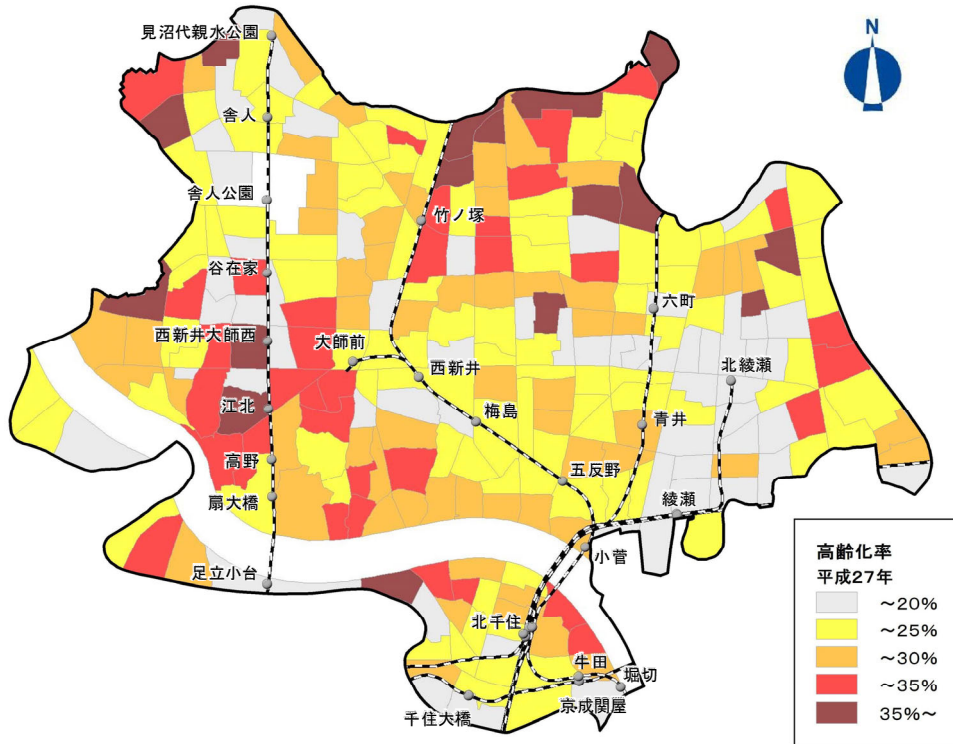 見沼代親水公園
N
舎人
舎人公園
竹ノ塚
谷在家
六町
西新井大師西
大師前
西新井
北綾瀬
江北
梅島
青井
高野
五反野
扇大橋
綾瀬
小菅
足立小台
北千住
牛田
堀切
京成関屋
千住大橋
高齢化率
平成27年
～20%
～25%
～30%
～35%
35%～